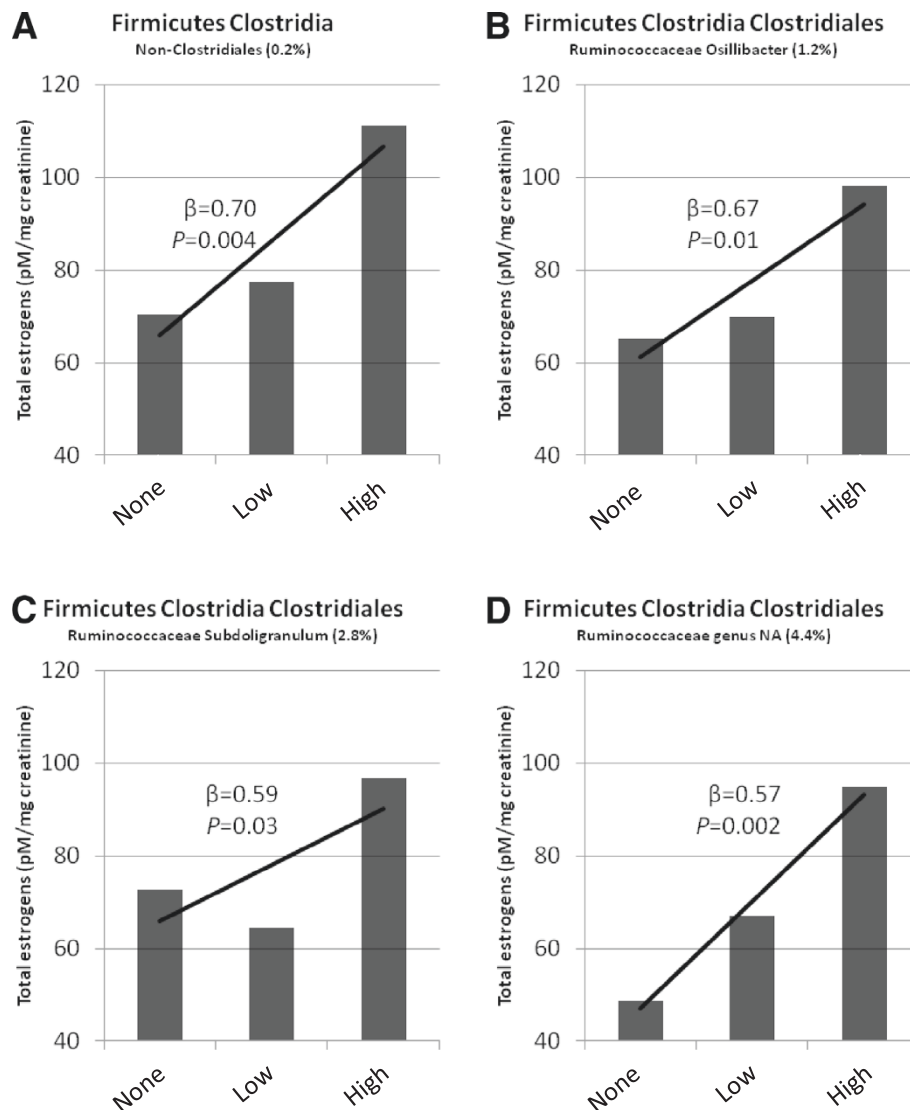 A Firmicutes Clostridia
Non-Clostridiales (0.2%)
Total estrogens (pM/mg creatinine)
120
100
80
60
40
β=0.70
P=0.004
None Low High
B Firmicutes Clostridia Clostridiales
Ruminococcaceae Osillibacter (1.2%)
Total estrogens (pM/mg creatinine)
120
100
80
60
40
β=0.67
P=0.01
None Low High
C Firmicutes Clostridia Clostridiales
Ruminococcaceae Subdoligranulum (2.8%)
Total estrogens (pM/mg creatinine)
120
100
80
60
40
β=0.59
P=0.03
None Low High
D Firmicutes Clostridia Clostridiales
Ruminococcaceae genus NA (4.4%)
Total estrogens (pM/mg creatinine)
120
100
80
60
40
β=0.57
P=0.002
None Low High